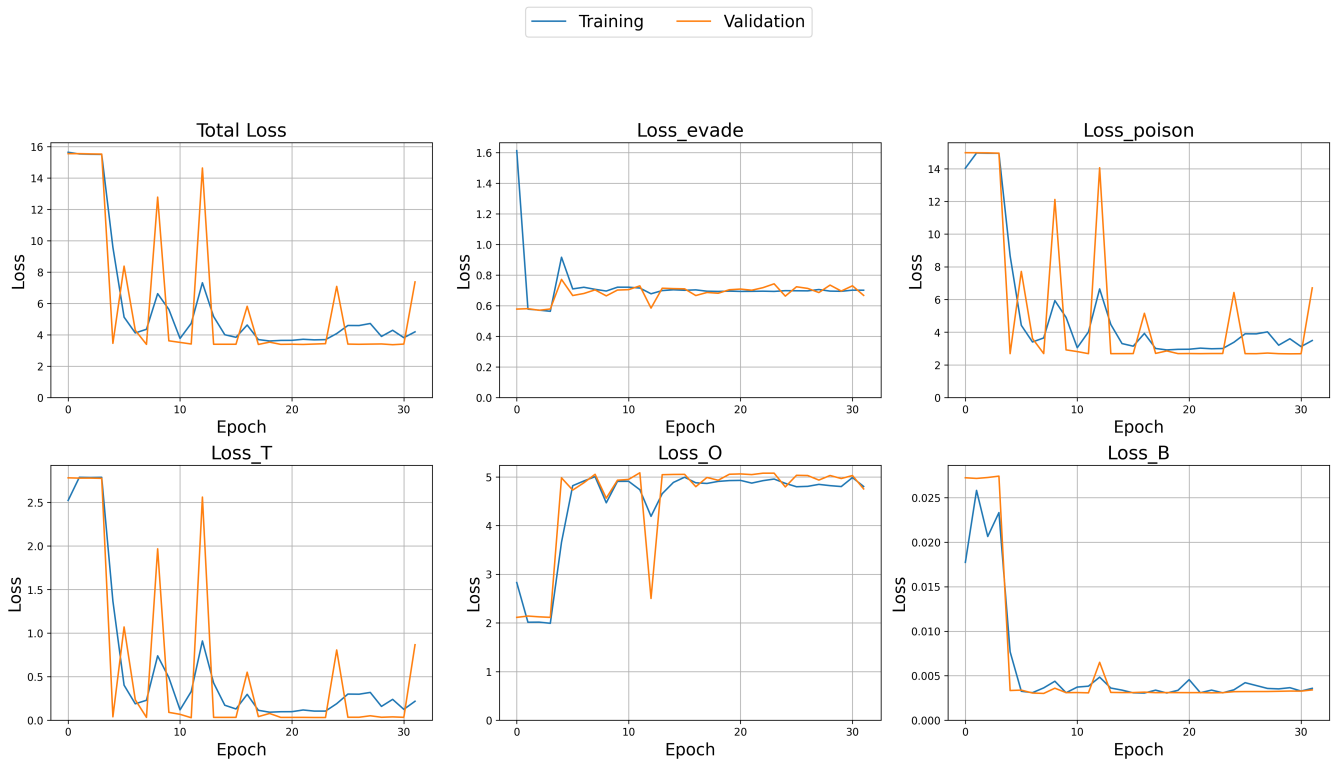 Training Validation
Total Loss
Loss
16
14
12
10
8
6
4
2
0
0 10 20 30
Epoch
Loss_evade
Loss
1.6
1.4
1.2
1.0
0.8
0.6
0.4
0.2
0.0
0 10 20 30
Epoch
Loss_poison
Loss
14
12
10
8
6
4
2
0
0 10 20 30
Epoch
Loss_T
Loss
2.5
2.0
1.5
1.0
0.5
0.0
0 10 20 30
Epoch
Loss_O
Loss
5
4
3
2
1
0
0 10 20 30
Epoch
Loss_B
Loss
0.025
0.020
0.015
0.010
0.005
0.000
0 10 20 30
Epoch